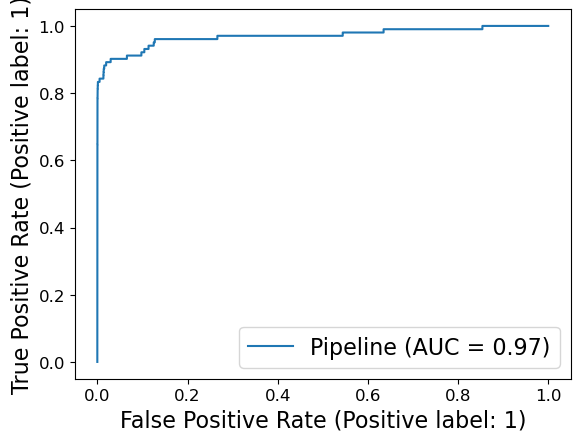 True Positive Rate (Positive label: 1)
1.0
0.8
0.6
0.4
0.2
0.0
Pipeline (AUC = 0.97)
0.0 0.2 0.4 0.6 0.8 1.0
False Positive Rate (Positive label: 1)